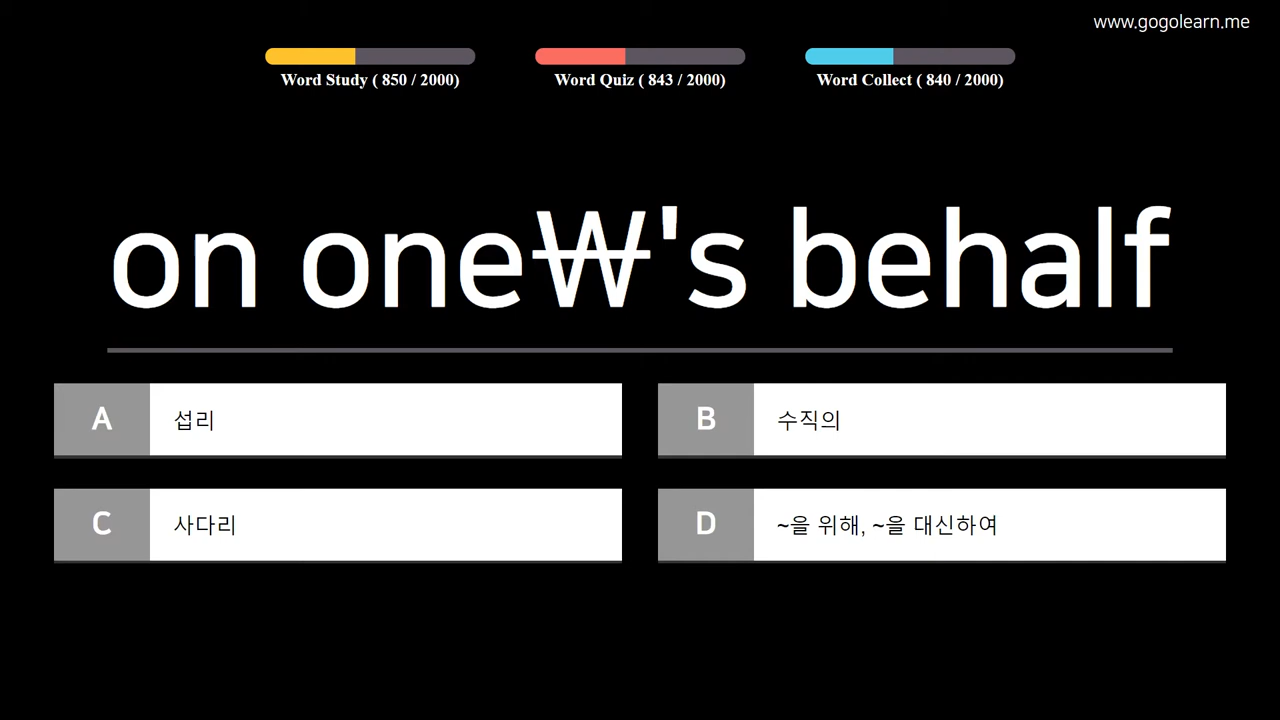 www.gogolearn.me
Word Study ( 850 / 2000)
Word Quiz ( 843 / 2000)
Word Collect ( 840 / 2000)
on one₩'s behalf
A 섭리
B 수직의
C 사다리
D ~을 위해, ~을 대신하여